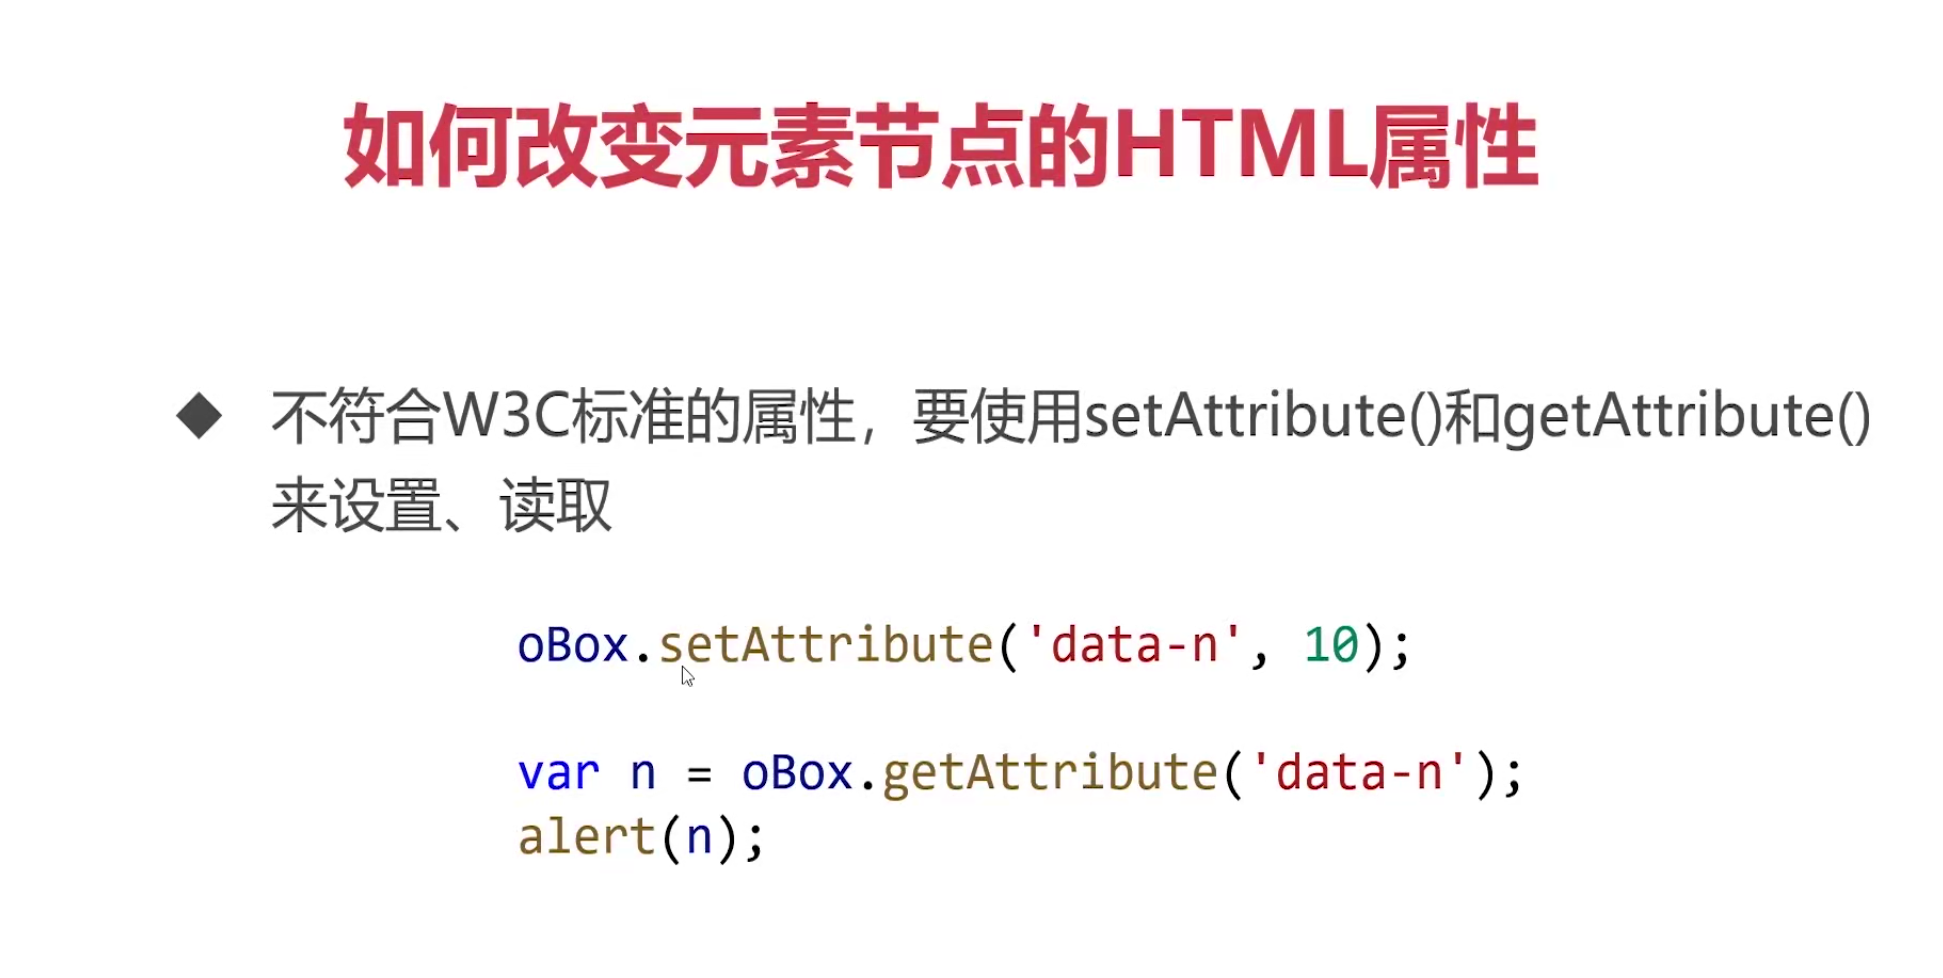 如何改变元素节点的HTML属性
不符合W3C标准的属性，要使用setAttribute()和getAttribute()
来设置、读取
oBox.setAttribute('data-n', 10);
var n = oBox.getAttribute('data-n');
alert(n);